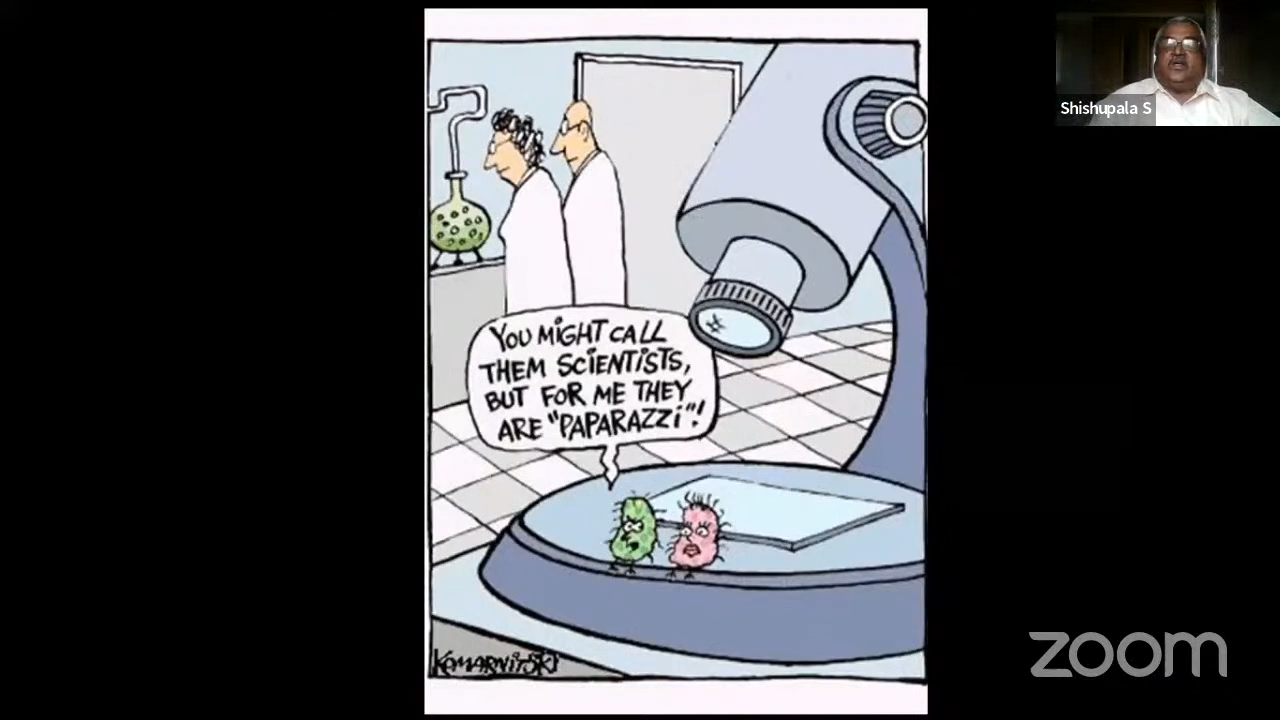 Shishupala S
YOU MIGHT CALL
THEM SCIENTISTS,
BUT FOR ME THEY
ARE "PAPARAZZi"!
KOMARNITSKI
zoom